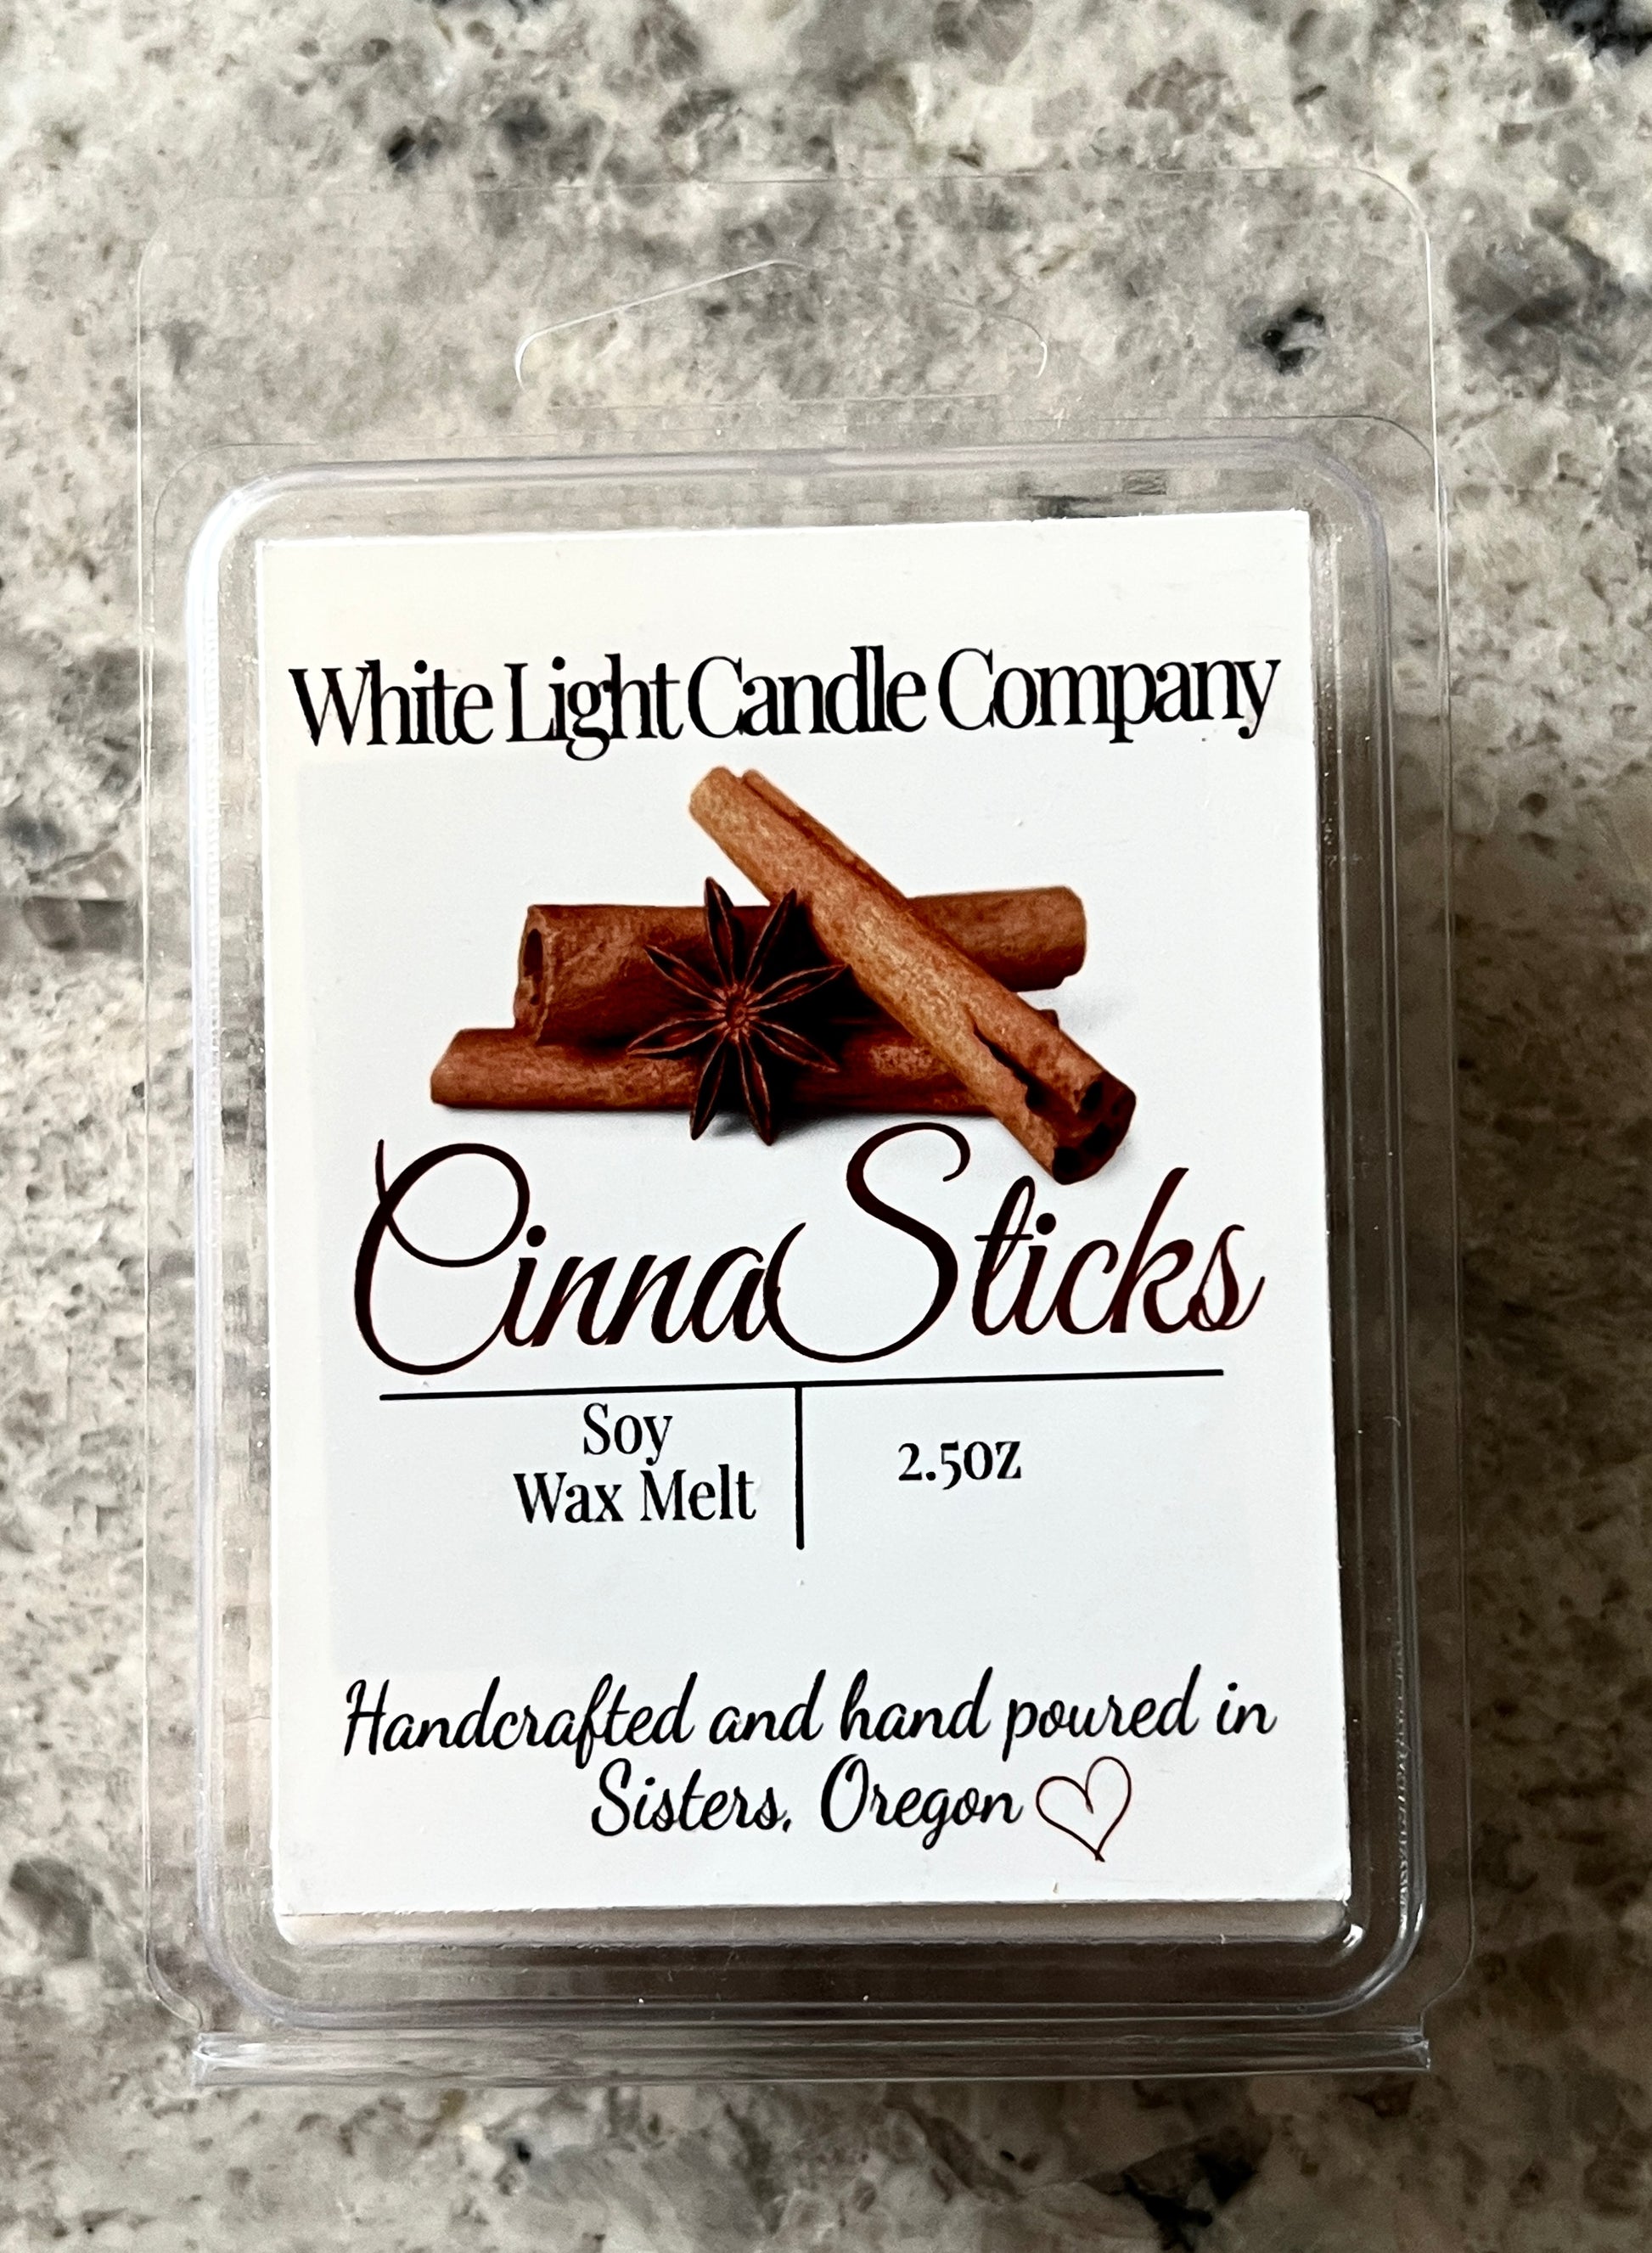 White Light Candle Company
CinnaSticks
Soy
Wax Melt
2.5OZ
Handcrafted and hand poured in
Sisters, Oregon